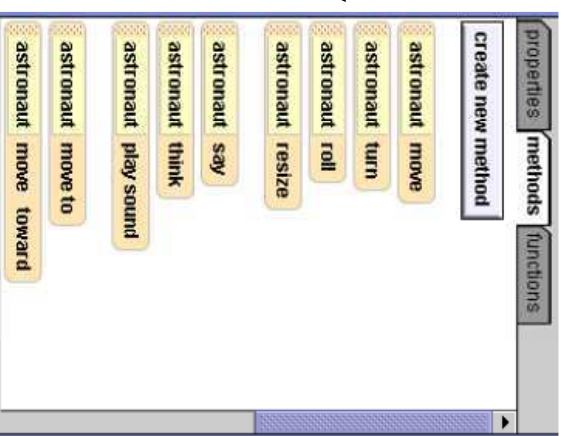 properties methods functions
create new method
astronaut move
astronaut turn
astronaut roll
astronaut resize
astronaut say
astronaut think
astronaut play sound
astronaut move to
astronaut move toward